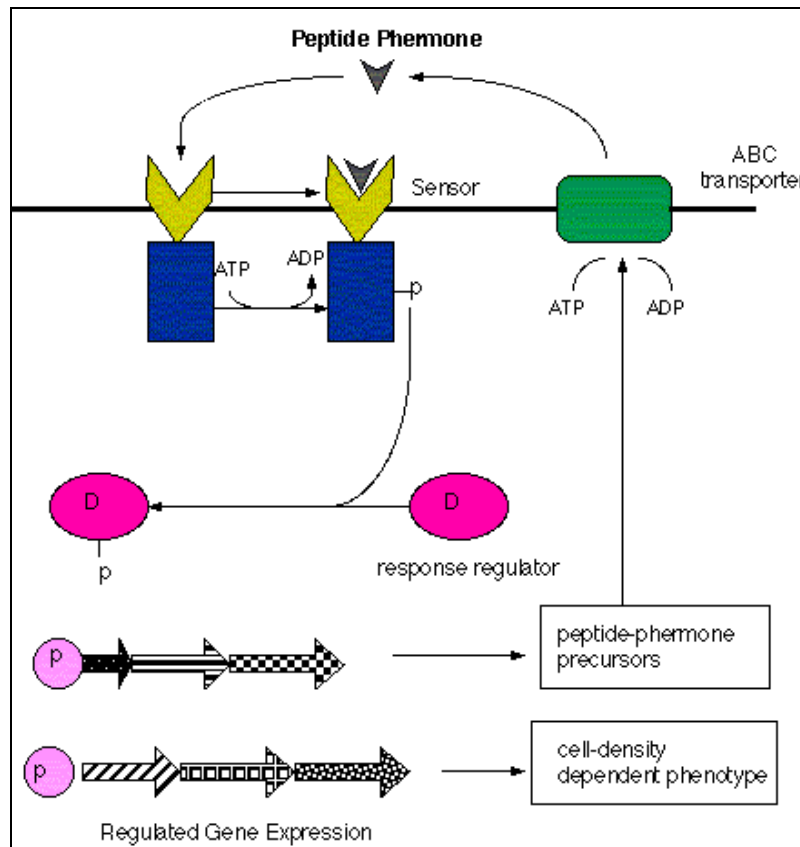 Peptide Phermone
ABC
transporter
Sensor
ATP
ADP
p
ATP
ADP
D
D
p
response regulator
p
peptide-phermone
precursors
p
cell-density
dependent phenotype
Regulated Gene Expression